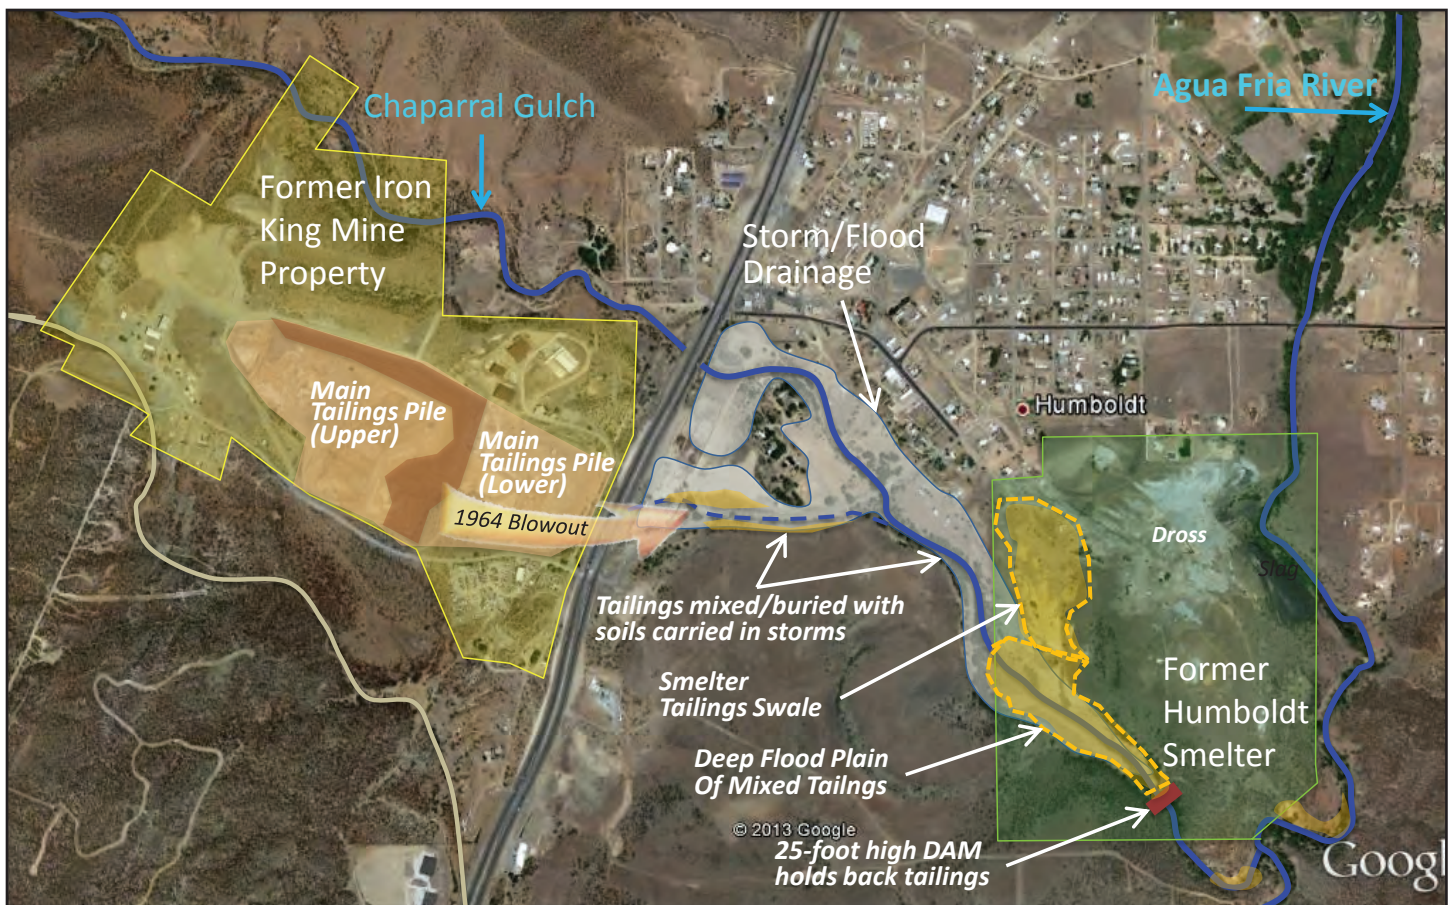 Agua Fria River
Chaparral Gulch
Former Iron
King Mine
Property
Storm/Flood
Drainage
Main
Tailings Pile
(Upper)
Main
Tailings Pile
(Lower)
Humboldt
1964 Blowout
Dross
Slag
Tailings mixed/buried with
soils carried in storms
Smelter
Tailings Swale
Former
Humboldt
Smelter
Deep Flood Plain
Of Mixed Tailngs
© 2013 Google
25-foot high DAM
holds back tailings
Googl